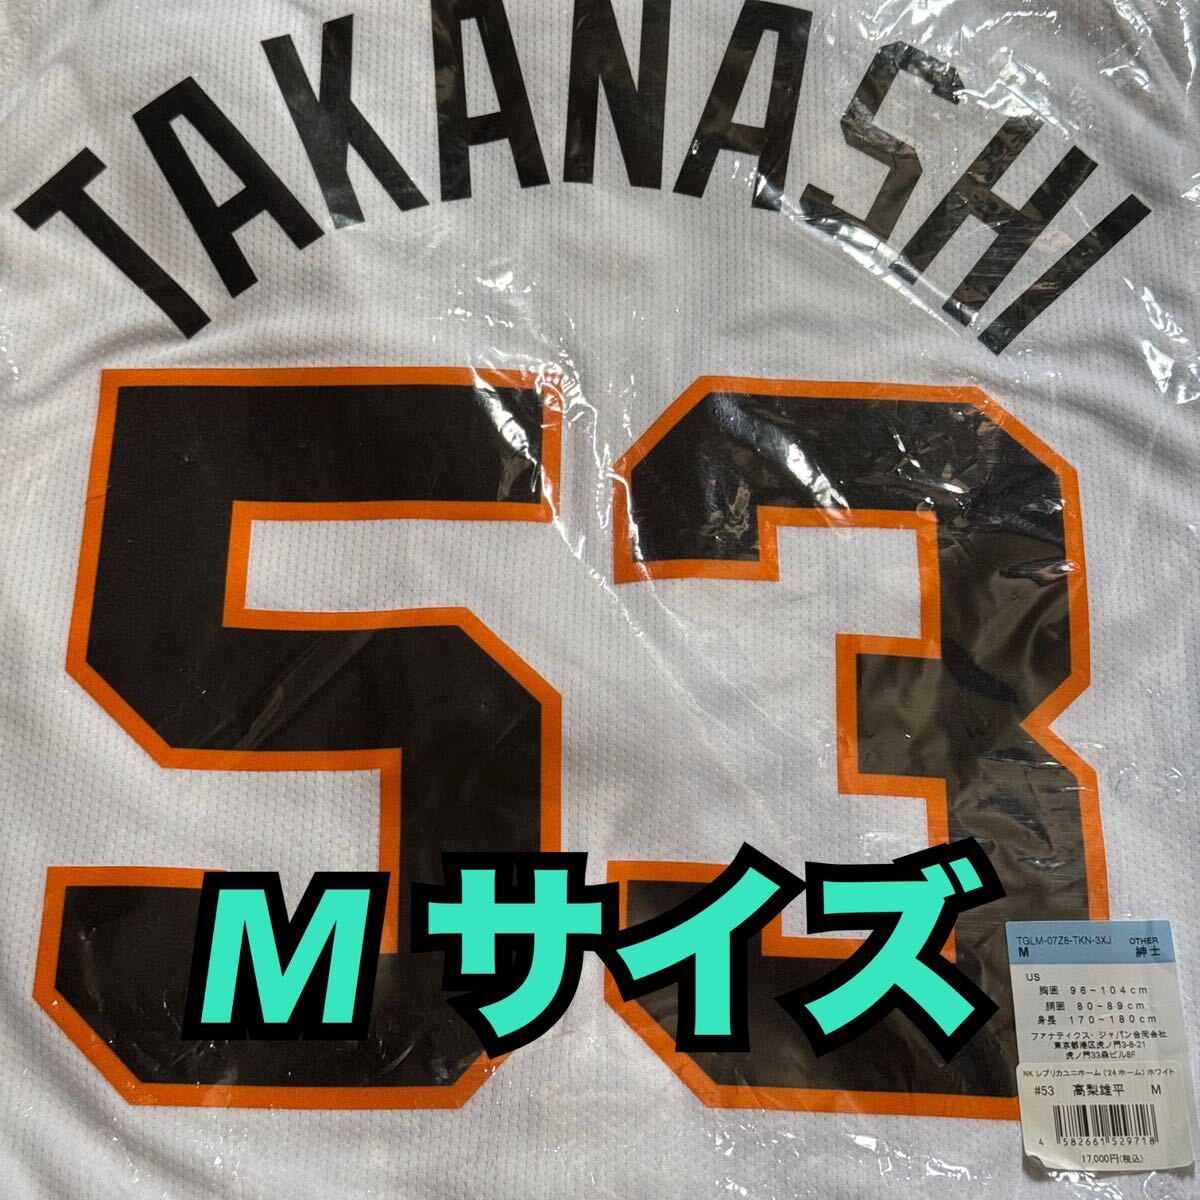 TAKANASHI
53
M サイズ
TGLM-07Z8-TKN-3XJ OTHER
M 紳士
US
胸囲 96~104cm
胴囲 80~89cm
身長 170~180cm
ファナティクス・ジャパン合同会社
東京都港区虎ノ門3-8-21
虎ノ門33森ビル8F
NK レプリカユニホーム ('24 ホーム) ホワイト
#53 高梨雄平 M
4 582661 529718
17,000円(税込)